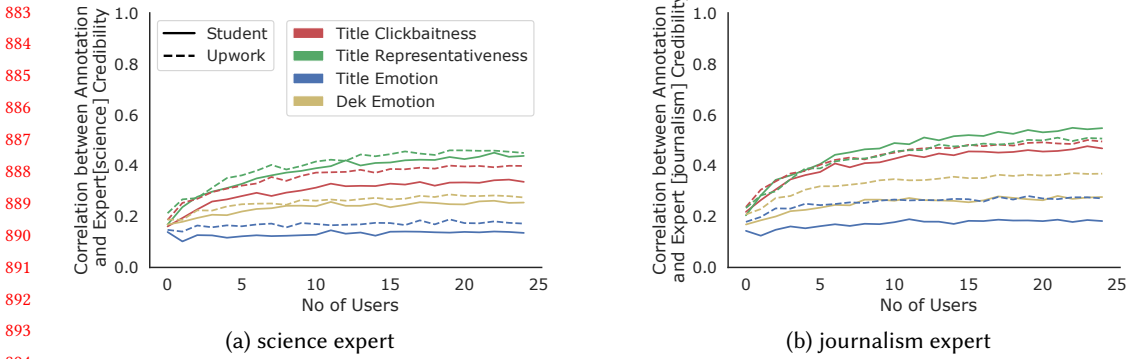 883
884
885
886
887
888
889
890
891
892
893
Correlation between Annotation
and Expert[science] Credibility
1.0
0.8
0.6
0.4
0.2
0.0
Student
Upwork
Title Clickbaitness
Title Representativeness
Title Emotion
Dek Emotion
0 5 10 15 20 25
No of Users
(a) science expert
Correlation between Annotation
and Expert [journalism] Credibility
1.0
0.8
0.6
0.4
0.2
0.0
0 5 10 15 20 25
No of Users
(b) journalism expert